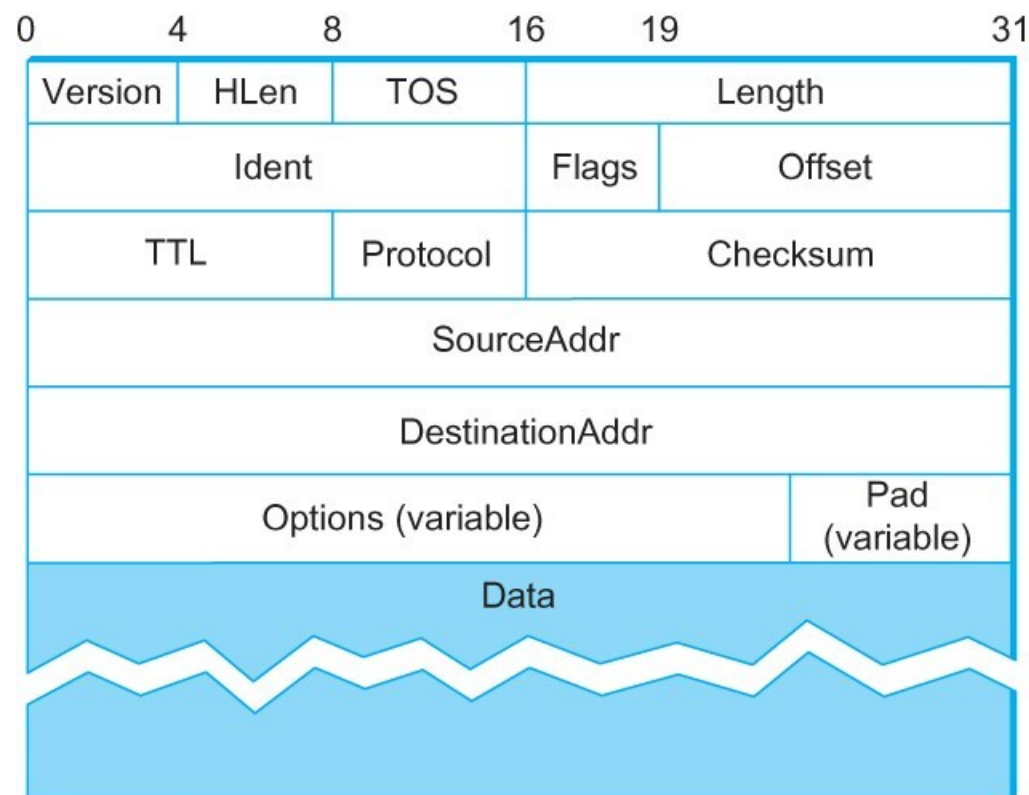 0 4 8 16 19 31
Version HLen TOS Length
Ident Flags Offset
TTL Protocol Checksum
SourceAddr
DestinationAddr
Options (variable) Pad
(variable)
Data